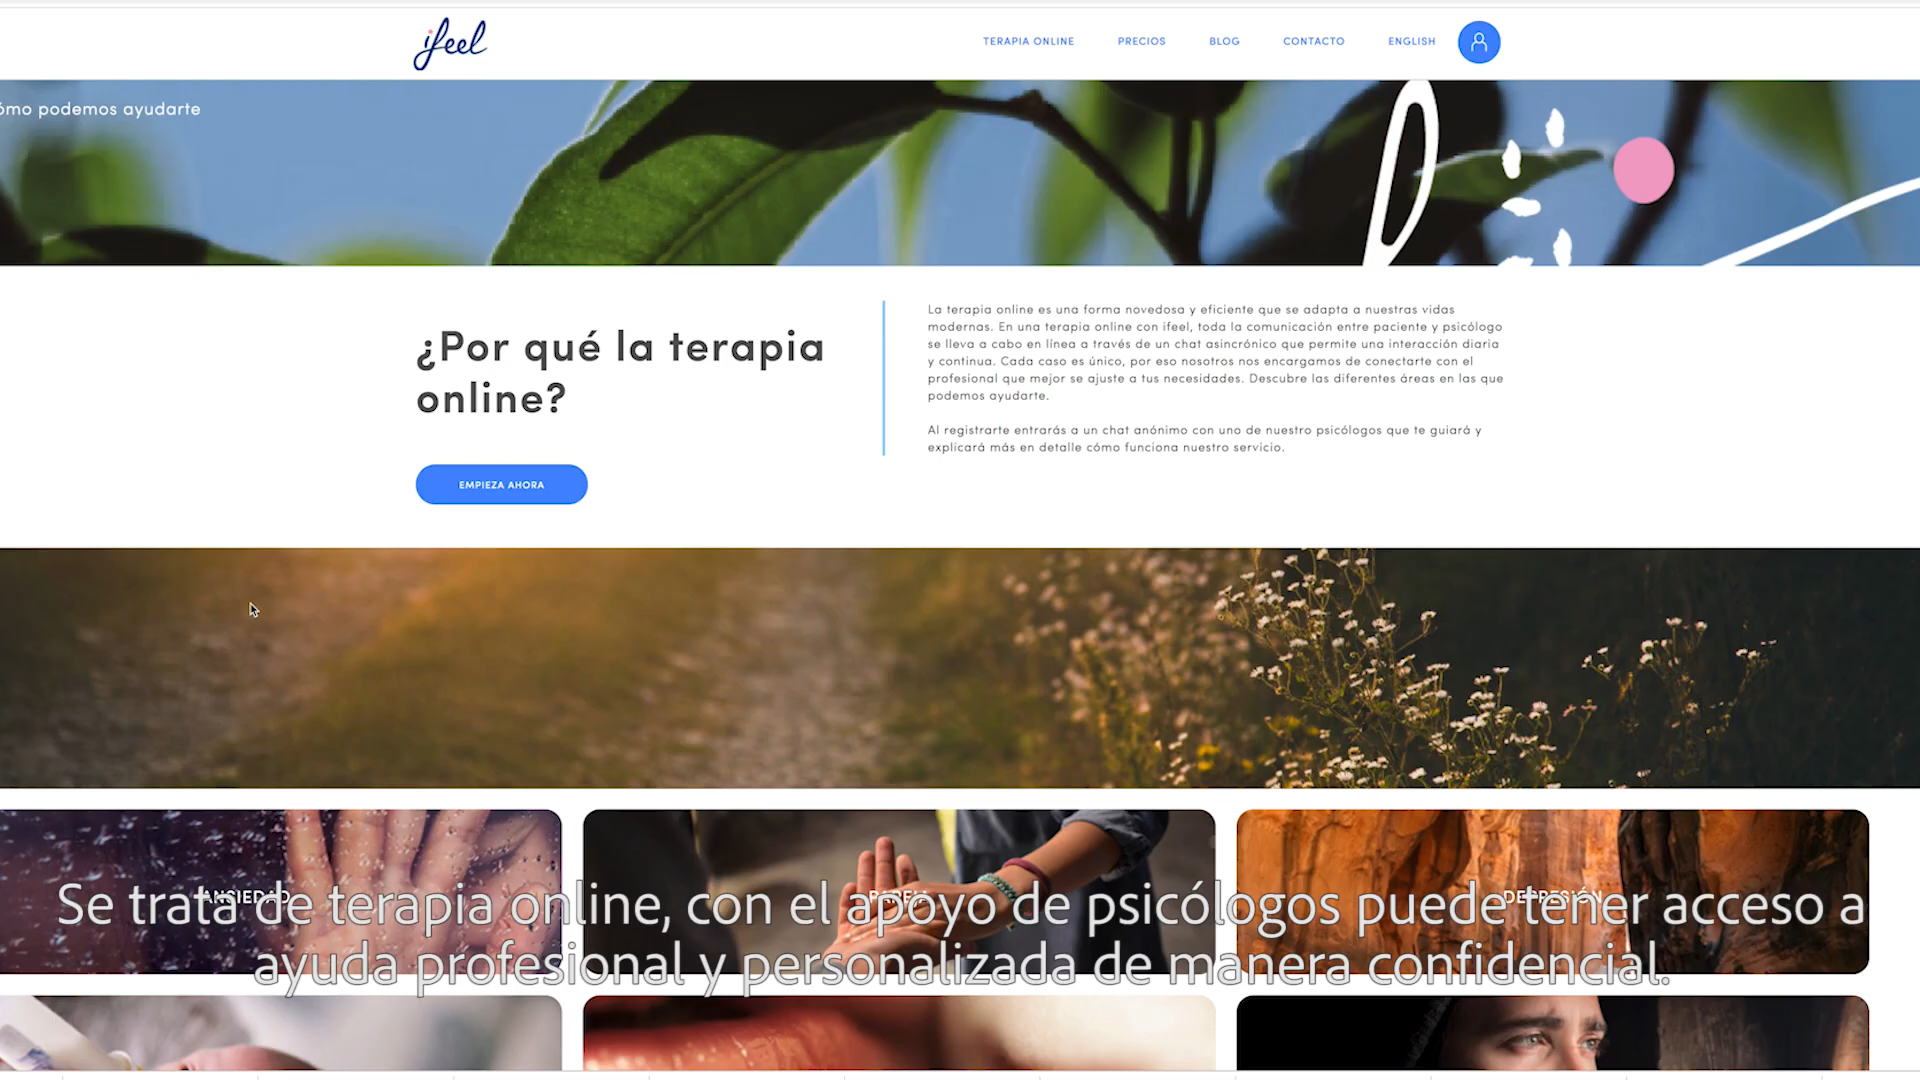 ifeel
TERAPIA ONLINE
PRECIOS
BLOG
CONTACTO
ENGLISH
ómo podemos ayudarte
¿Por qué la terapia
online?
EMPIEZA AHORA
La terapia online es una forma novedosa y eficiente que se adapta a nuestras vidas
modernas. En una terapia online con ifeel, toda la comunicación entre paciente y psicólogo
se lleva a cabo en línea a través de un chat asincrónico que permite una interacción diaria
y continua. Cada caso es único, por eso nosotros nos encargamos de conectarte con el
profesional que mejor se ajuste a tus necesidades. Descubre las diferentes áreas en las que
podemos ayudarte.
Al registrarte entrarás a un chat anónimo con uno de nuestro psicólogos que te guiará y
explicará más en detalle cómo funciona nuestro servicio.
ANSIEDAD
PAREJA
DEPRESIÓN
Se trata de terapia online, con el apoyo de psicólogos puede tener acceso a
ayuda profesional y personalizada de manera confidencial.